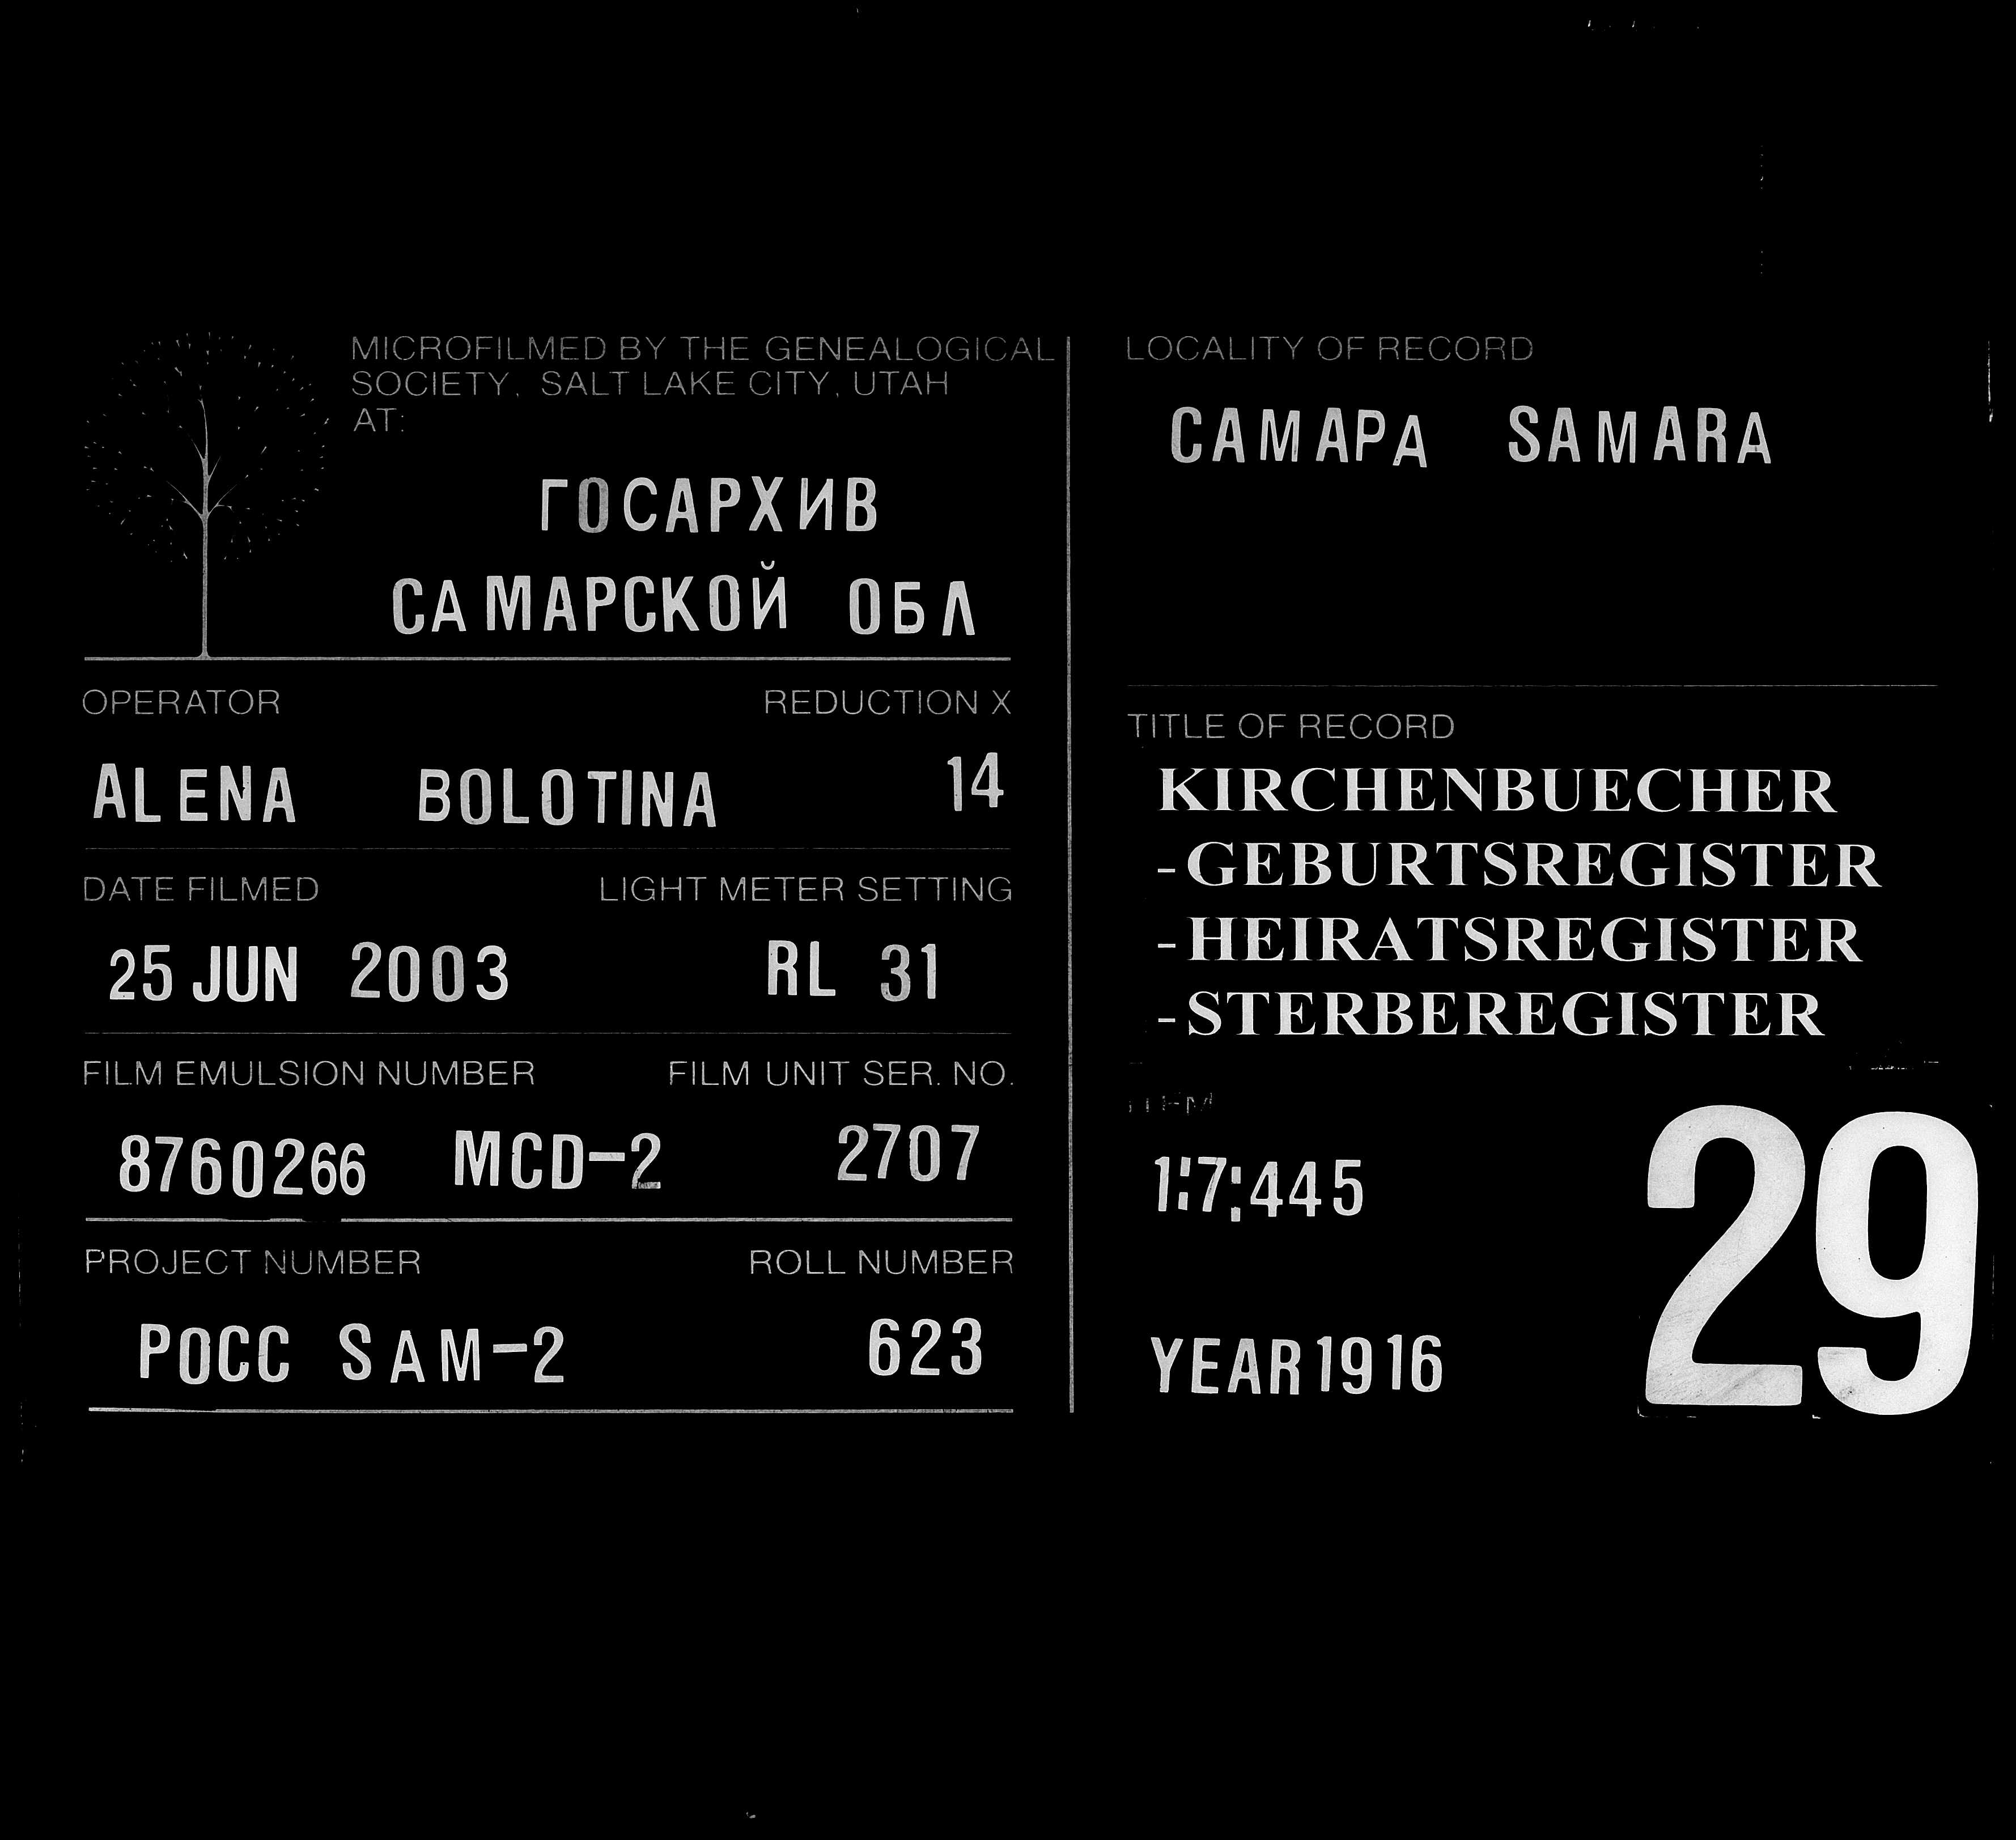 MICROFILMED BY THE GENEALOGICAL
SOCIETY, SALT LAKE CITY, UTAH
AT:
ГОСАРХИВ
САМАРСКОЙ ОБЛ
OPERATOR REDUCTION X
ALENA BOLOTINA 14
DATE FILMED LIGHT METER SETTING
25 JUN 2003 RL 31
FILM EMULSION NUMBER FILM UNIT SER. NO.
8760266 MCD-2 2707
PROJECT NUMBER ROLL NUMBER
РОСС SAM-2 623
LOCALITY OF RECORD
САМАРА SAMARA
TITLE OF RECORD
KIRCHENBUECHER
-GEBURTSREGISTER
-HEIRATSREGISTER
-STERBEREGISTER
ITEM
1:7:445
YEAR 1916
29